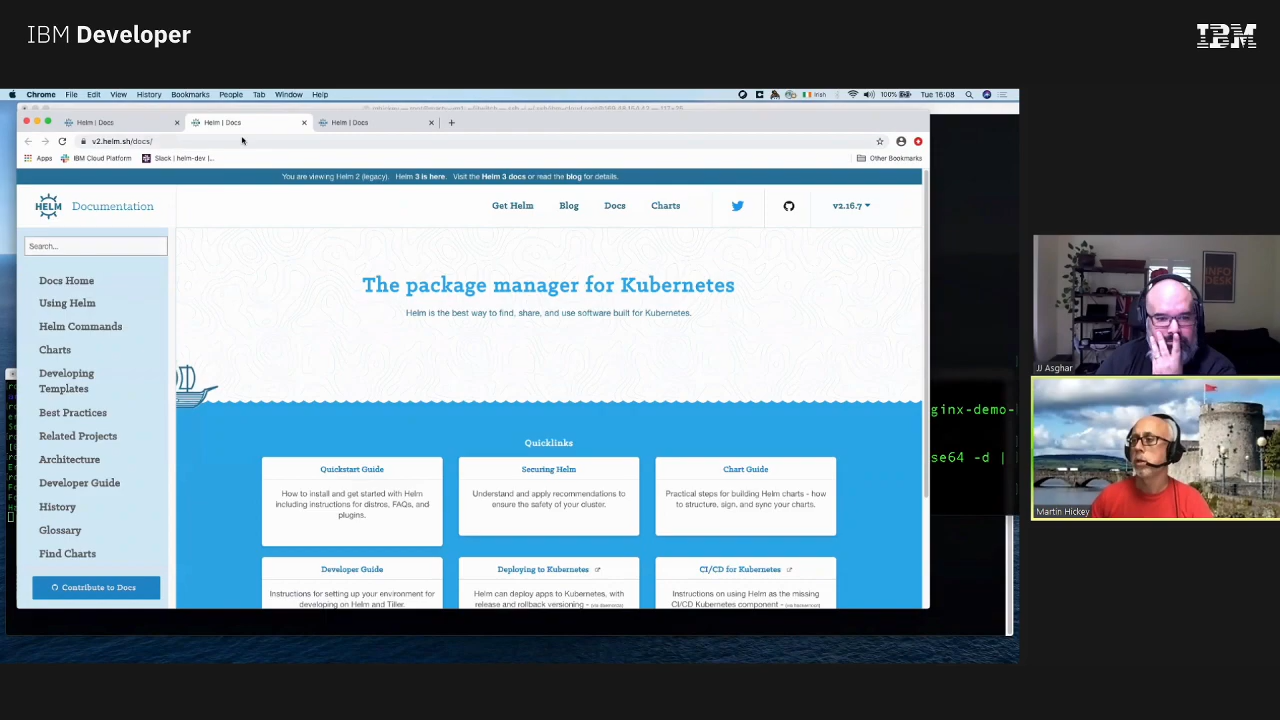 IBM Developer
IBM
Chrome File Edit View History Bookmarks People Tab Window Help
Irish 100% Tue 16:08
Helm | Docs
Helm | Docs
Helm | Docs
v2.helm.sh/docs/
Apps IBM Cloud Platform Slack | helm-dev |... Other Bookmarks
You are viewing Helm 2 (legacy). Helm 3 is here. Visit the Helm 3 docs or read the blog for details.
HELM Documentation
Get Helm Blog Docs Charts v2.16.7
Search...
Docs Home
Using Helm
Helm Commands
Charts
Developing
Templates
Best Practices
Related Projects
Architecture
Developer Guide
History
Glossary
Find Charts
Contribute to Docs
The package manager for Kubernetes
Helm is the best way to find, share, and use software built for Kubernetes.
Quicklinks
Quickstart Guide
How to install and get started with Helm
including instructions for distros, FAQs, and
plugins.
Securing Helm
Understand and apply recommendations to
ensure the safety of your cluster.
Chart Guide
Practical steps for building Helm charts - how
to structure, sign, and sync your charts.
Developer Guide
Instructions for setting up your environment for
developing on Helm and Tiller.
Deploying to Kubernetes
Helm can deploy apps to Kubernetes, with
release and rollback versioning -
CI/CD for Kubernetes
Instructions on using Helm as the missing
CI/CD Kubernetes component -
ginx-demo-
se64 -d |
INFO
DESK
JJ Asghar
Martin Hickey